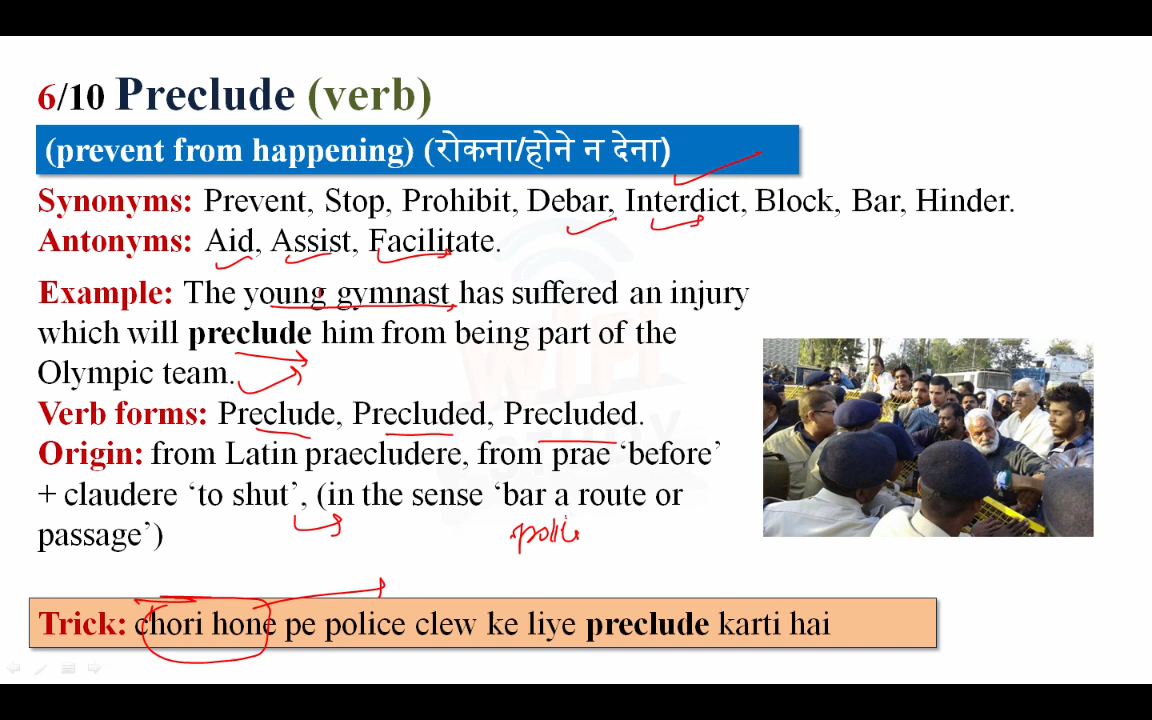 6/10 Preclude (verb)
(prevent from happening) (रोकना/होने न देना)
Synonyms: Prevent, Stop, Prohibit, Debar, Interdict, Block, Bar, Hinder.
Antonyms: Aid, Assist, Facilitate.
Example: The young gymnast has suffered an injury
which will preclude him from being part of the
Olympic team.
Verb forms: Preclude, Precluded, Precluded.
Origin: from Latin praecludere, from prae ‘before’
+ claudere ‘to shut’, (in the sense ‘bar a route or
passage’)
Trick: chori hone pe police clew ke liye preclude karti hai